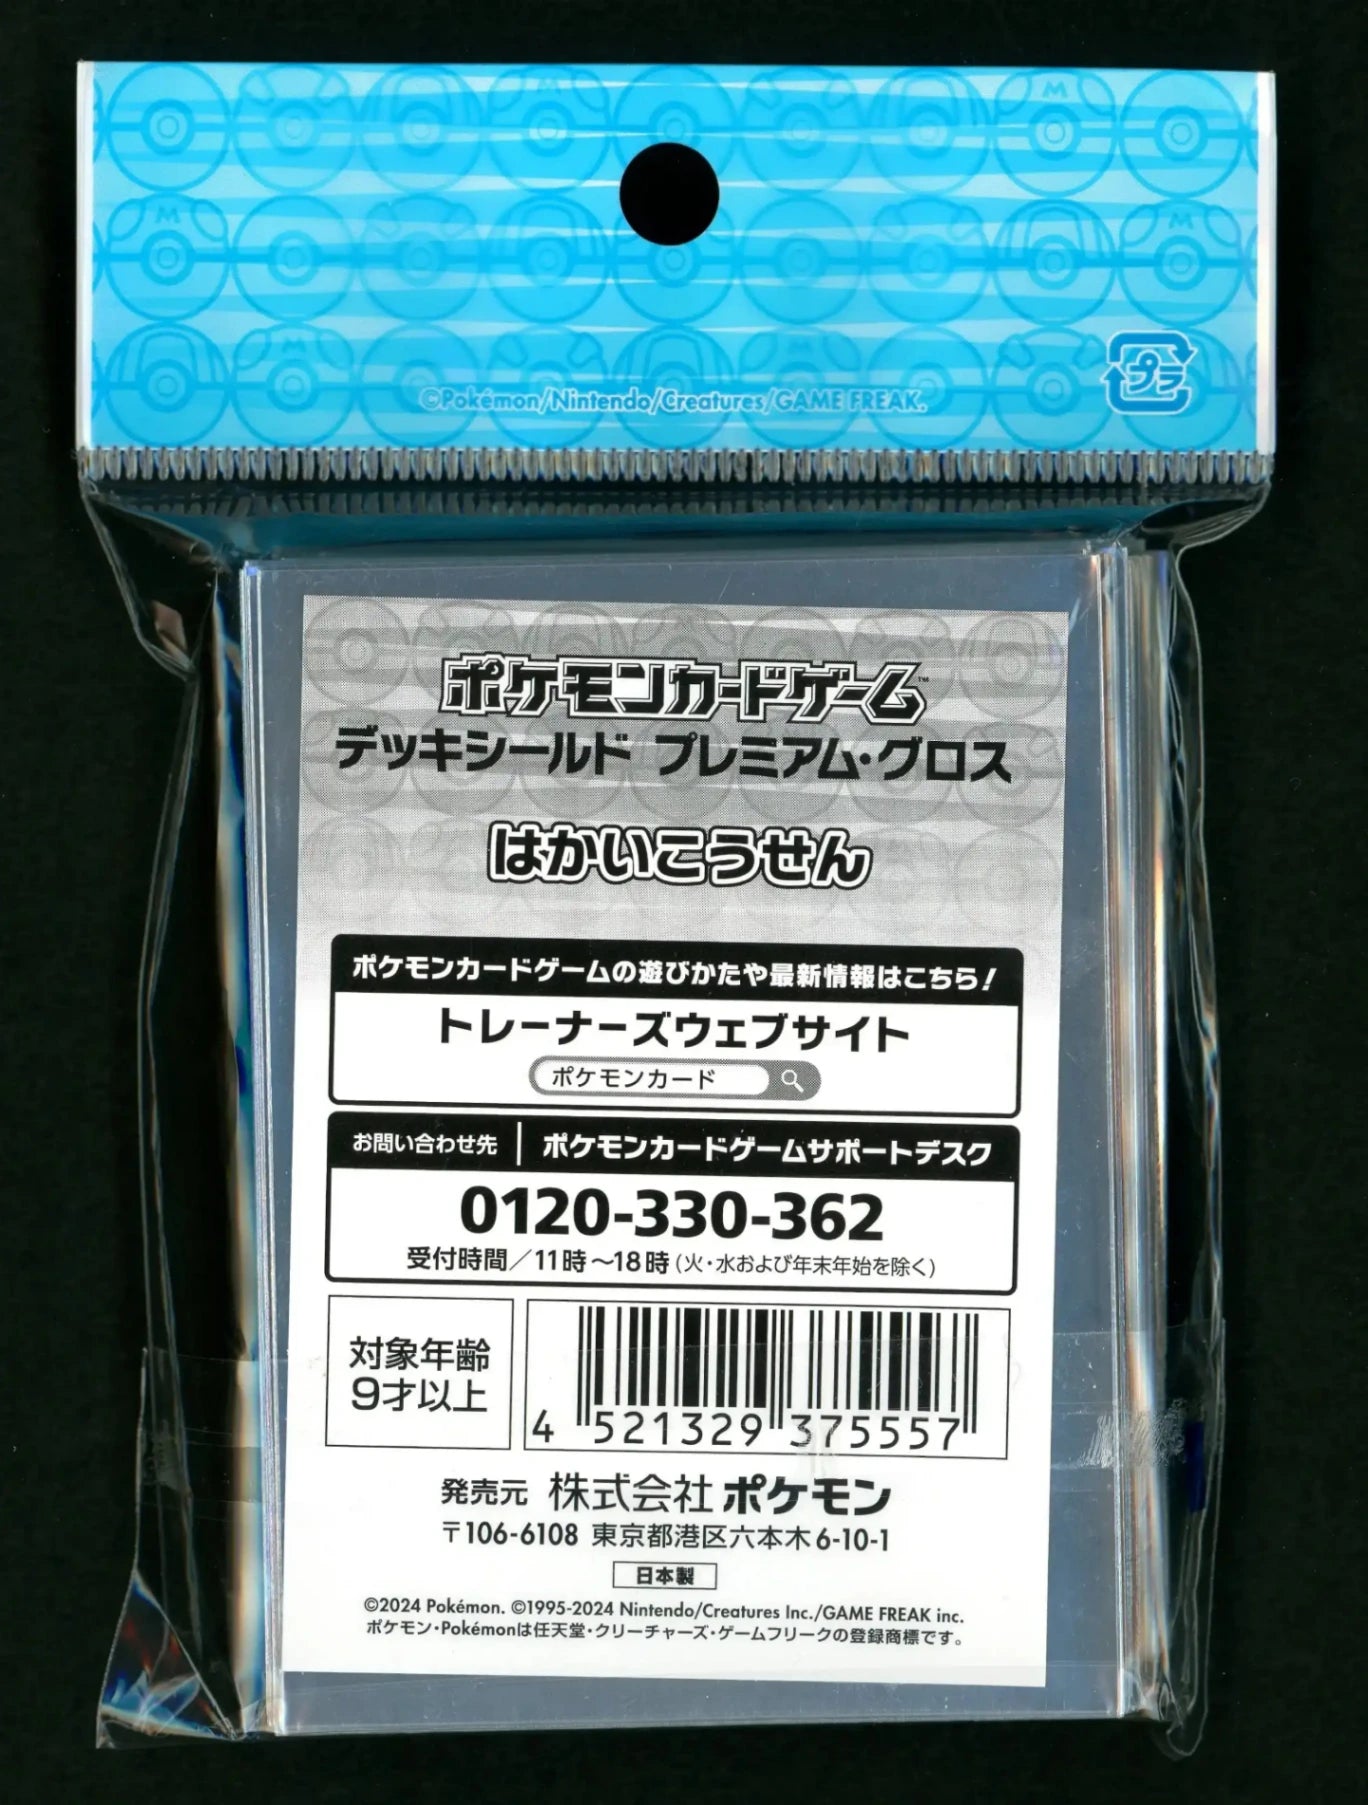 ©Pokémon/Nintendo/Creatures/GAME FREAK.
プラ
ポケモンカードゲーム™
デッキシールド プレミアム・グロス
はかいこうせん
ポケモンカードゲームの遊びかたや最新情報はこちら!
トレーナーズウェブサイト
ポケモンカード
お問い合わせ先 ポケモンカードゲームサポートデスク
0120-330-362
受付時間／11時～18時(火・水および年末年始を除く)
対象年齢
9才以上
4 521329 375557
発売元 株式会社ポケモン
〒106-6108 東京都港区六本木6-10-1
日本製
©2024 Pokémon. ©1995-2024 Nintendo/Creatures Inc./GAME FREAK inc.
ポケモン・Pokémonは任天堂・クリーチャーズ・ゲームフリークの登録商標です。